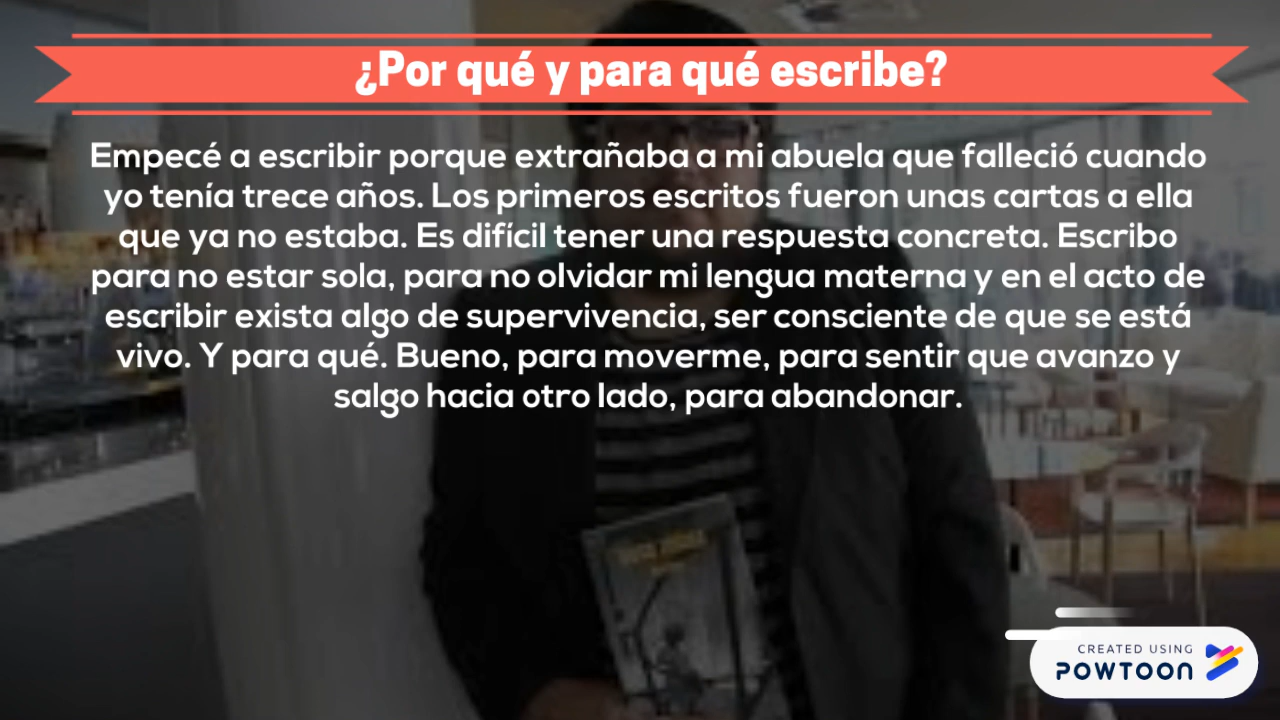 ¿Por qué y para qué escribe?
Empecé a escribir porque extrañaba a mi abuela que falleció cuando
yo tenía trece años. Los primeros escritos fueron unas cartas a ella
que ya no estaba. Es difícil tener una respuesta concreta. Escribo
para no estar sola, para no olvidar mi lengua materna y en el acto de
escribir exista algo de supervivencia, ser consciente de que se está
vivo. Y para qué. Bueno, para moverme, para sentir que avanzo y
salgo hacia otro lado, para abandonar.
CREATED USING
POWTOON